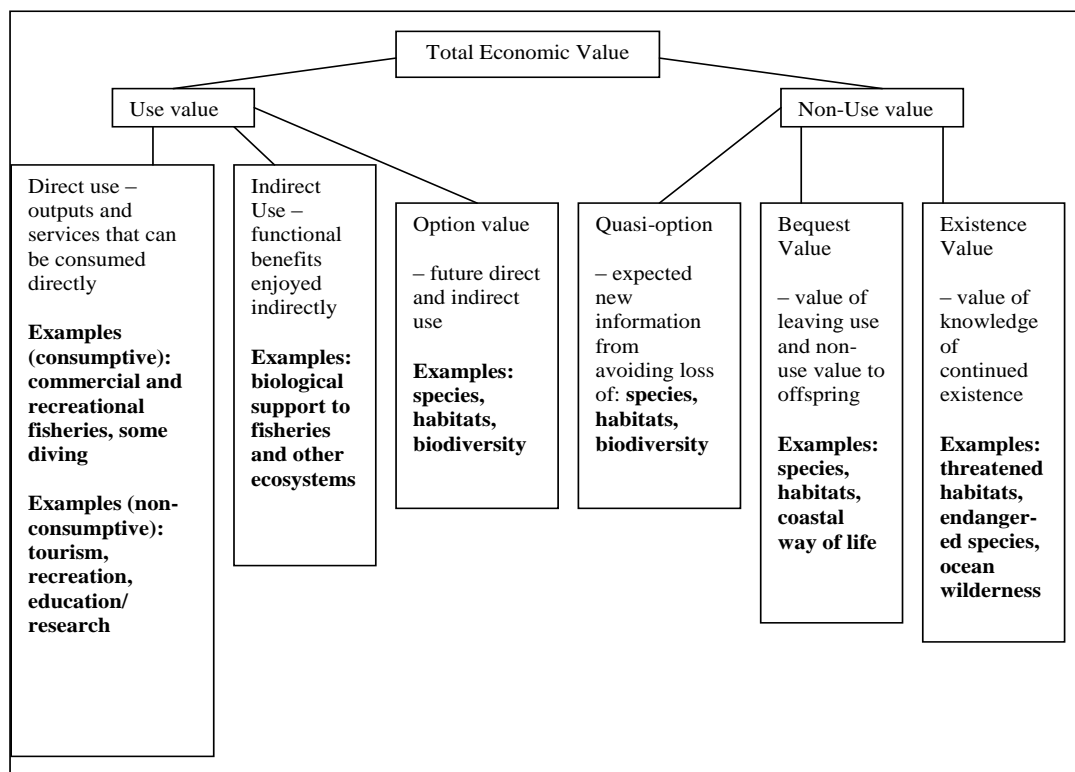 Total Economic Value
Use value
Non-Use value
Direct use –
outputs and
services that can
be consumed
directly
Examples
(consumptive):
commercial and
recreational
fisheries, some
diving
Examples (non-
consumptive):
tourism,
recreation,
education/
research
Indirect
Use –
functional
benefits
enjoyed
indirectly
Examples:
biological
support to
fisheries
and other
ecosystems
Option value
– future direct
and indirect
use
Examples:
species,
habitats,
biodiversity
Quasi-option
– expected
new
information
from
avoiding loss
of: species,
habitats,
biodiversity
Bequest
Value
– value of
leaving use
and non-
use value to
offspring
Examples:
species,
habitats,
coastal
way of life
Existence
Value
– value of
knowledge
of
continued
existence
Examples:
threatened
habitats,
endanger-
ed species,
ocean
wilderness